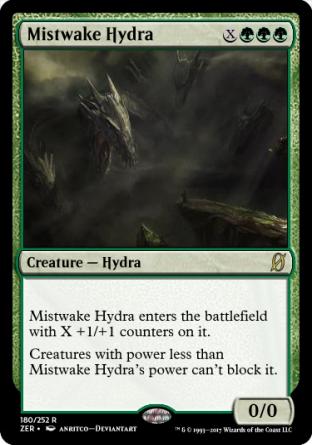 Mistwake Hydra X
Creature — Hydra
Mistwake Hydra enters the battlefield
with X +1/+1 counters on it.
Creatures with power less than
Mistwake Hydra's power can't block it.
0/0
180/252 R
ZER • ANRITCO—DEVIANTART
™ & © 1993–2017 Wizards of the Coast LLC